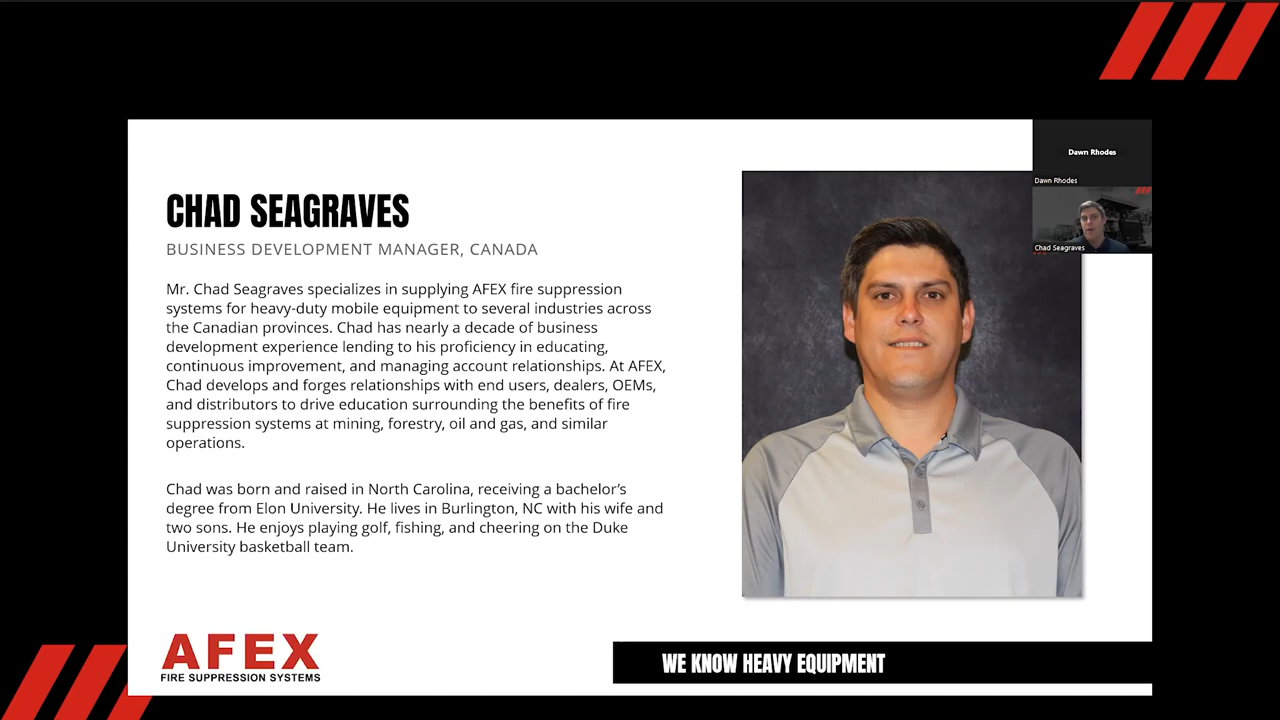 Dawn Rhodes
Dawn Rhodes
Chad Seagraves
CHAD SEAGRAVES
BUSINESS DEVELOPMENT MANAGER, CANADA
Mr. Chad Seagraves specializes in supplying AFEX fire suppression
systems for heavy-duty mobile equipment to several industries across
the Canadian provinces. Chad has nearly a decade of business
development experience lending to his proficiency in educating,
continuous improvement, and managing account relationships. At AFEX,
Chad develops and forges relationships with end users, dealers, OEMs,
and distributors to drive education surrounding the benefits of fire
suppression systems at mining, forestry, oil and gas, and similar
operations.
Chad was born and raised in North Carolina, receiving a bachelor’s
degree from Elon University. He lives in Burlington, NC with his wife and
two sons. He enjoys playing golf, fishing, and cheering on the Duke
University basketball team.
AFEX
FIRE SUPPRESSION SYSTEMS
WE KNOW HEAVY EQUIPMENT